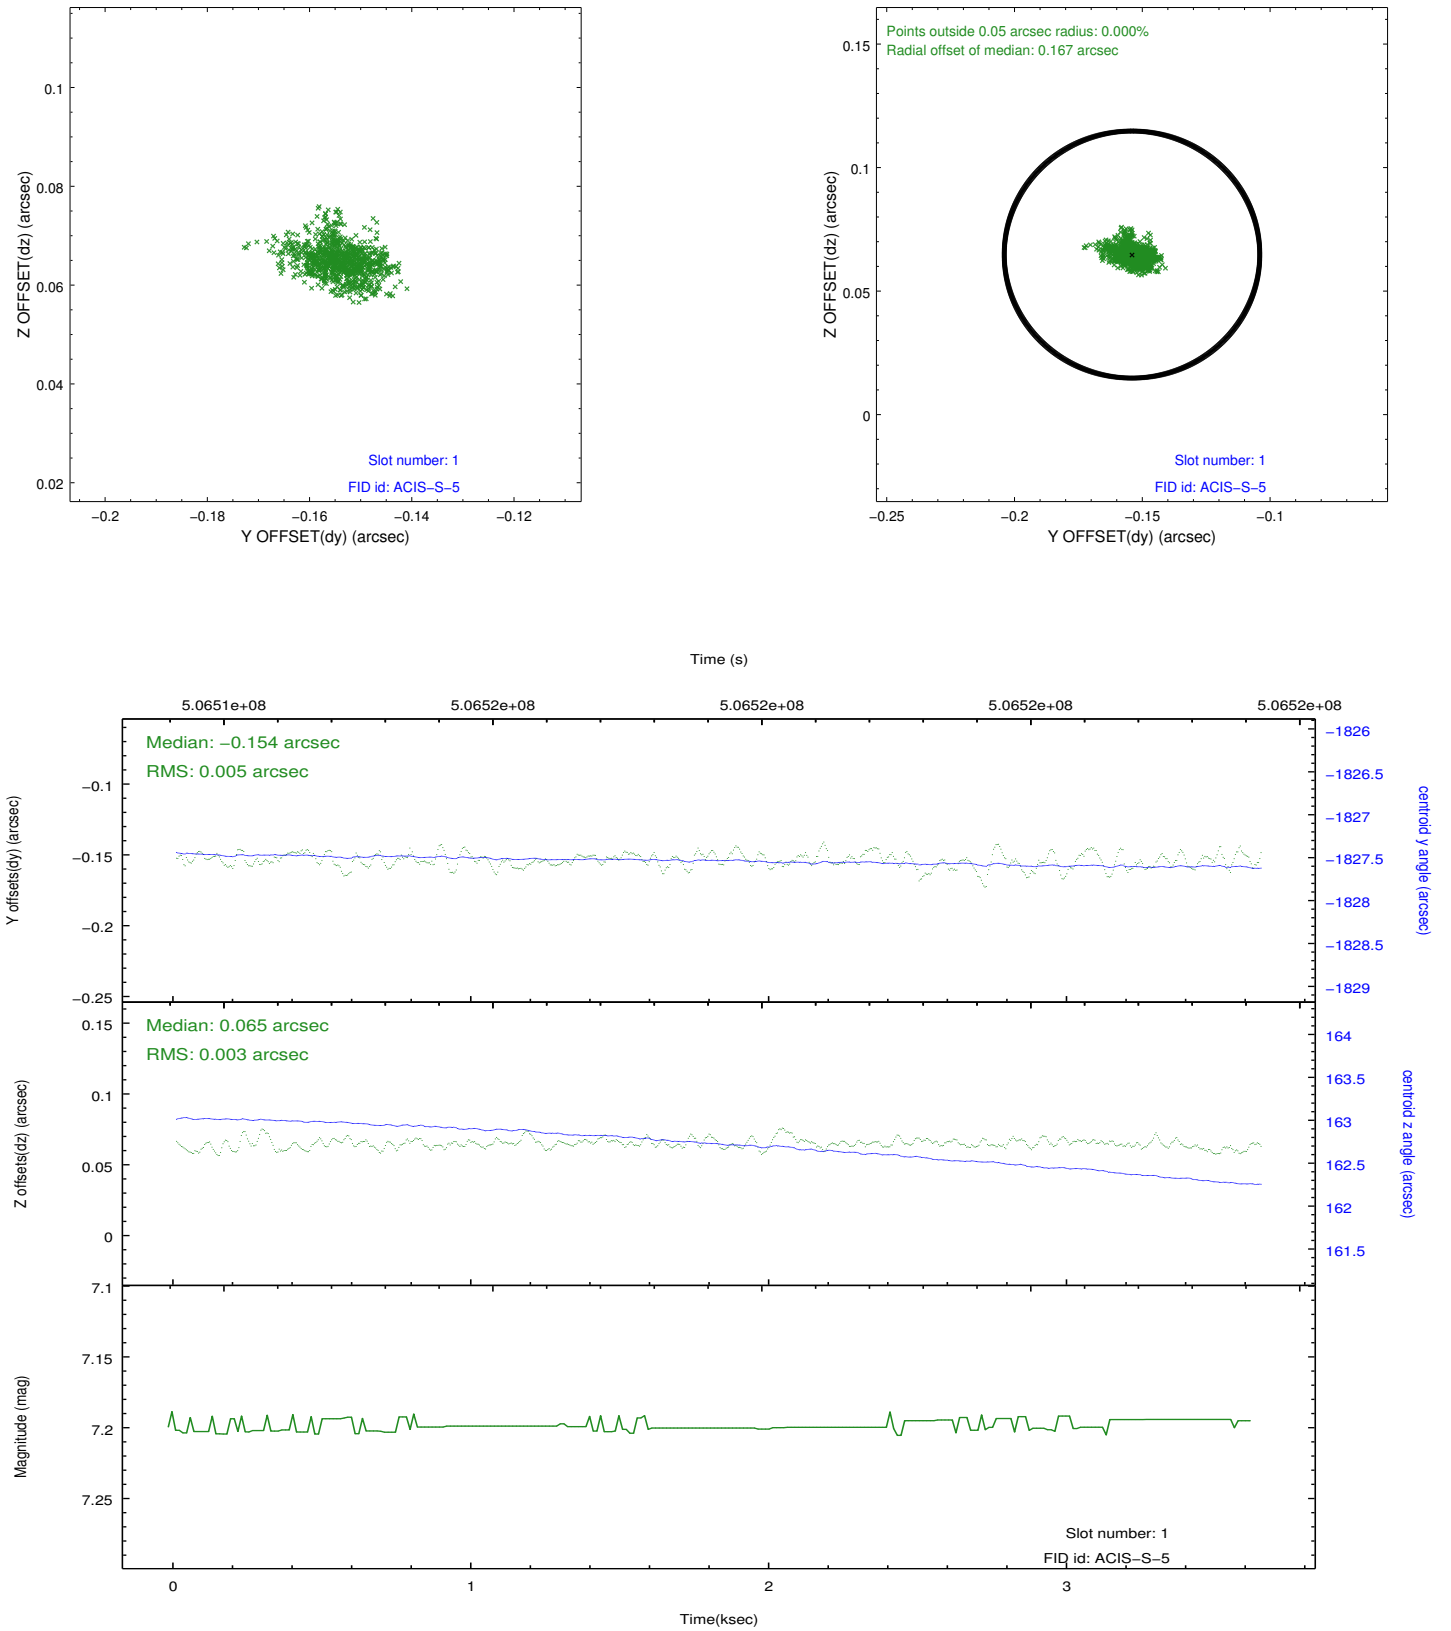 0.1
0.08
0.06
0.04
0.02
Z OFFSET(dz) (arcsec)
Slot number: 1
FID id: ACIS−S−5
−0.2
−0.18
−0.16
−0.14
−0.12
Y OFFSET(dy) (arcsec)
Points outside 0.05 arcsec radius: 0.000%
Radial offset of median: 0.167 arcsec
0.15
0.1
0.05
0
Z OFFSET(dz) (arcsec)
Slot number: 1
FID id: ACIS−S−5
−0.25
−0.2
−0.15
−0.1
Y OFFSET(dy) (arcsec)
Time (s)
5.0651e+08
5.0652e+08
5.0652e+08
5.0652e+08
5.0652e+08
Median: −0.154 arcsec
RMS: 0.005 arcsec
−0.1
−0.15
−0.2
−0.25
Y offsets(dy) (arcsec)
−1826
−1826.5
−1827
−1827.5
−1828
−1828.5
−1829
centroid y angle (arcsec)
Median: 0.065 arcsec
RMS: 0.003 arcsec
0.15
0.1
0.05
0
Z offsets(dz) (arcsec)
164
163.5
163
162.5
162
161.5
centroid z angle (arcsec)
7.1
7.15
7.2
7.25
Magnitude (mag)
Slot number: 1
FID id: ACIS−S−5
0
1
2
3
Time(ksec)